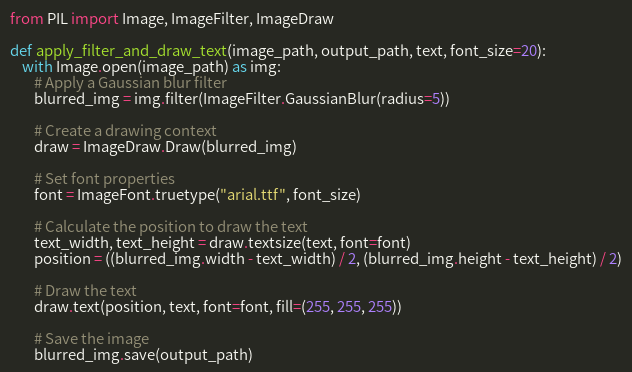 from PIL import Image, ImageFilter, ImageDraw

def apply_filter_and_draw_text(image_path, output_path, text, font_size=20):
    with Image.open(image_path) as img:
        # Apply a Gaussian blur filter
        blurred_img = img.filter(ImageFilter.GaussianBlur(radius=5))

        # Create a drawing context
        draw = ImageDraw.Draw(blurred_img)

        # Set font properties
        font = ImageFont.truetype("arial.ttf", font_size)

        # Calculate the position to draw the text
        text_width, text_height = draw.textsize(text, font=font)
        position = ((blurred_img.width - text_width) / 2, (blurred_img.height - text_height) / 2)

        # Draw the text
        draw.text(position, text, font=font, fill=(255, 255, 255))

        # Save the image
        blurred_img.save(output_path)